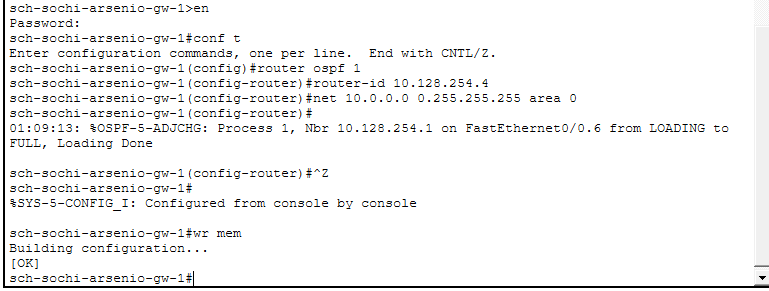 sch-sochi-arsenio-gw-1>en
Password:
sch-sochi-arsenio-gw-1#conf t
Enter configuration commands, one per line.  End with CNTL/Z.
sch-sochi-arsenio-gw-1(config)#router ospf 1
sch-sochi-arsenio-gw-1(config-router)#router-id 10.128.254.4
sch-sochi-arsenio-gw-1(config-router)#net 10.0.0.0 0.255.255.255 area 0
sch-sochi-arsenio-gw-1(config-router)#
01:09:13: %OSPF-5-ADJCHG: Process 1, Nbr 10.128.254.1 on FastEthernet0/0.6 from LOADING to
FULL, Loading Done
sch-sochi-arsenio-gw-1(config-router)#^Z
sch-sochi-arsenio-gw-1#
%SYS-5-CONFIG_I: Configured from console by console
sch-sochi-arsenio-gw-1#wr mem
Building configuration...
[OK]
sch-sochi-arsenio-gw-1#